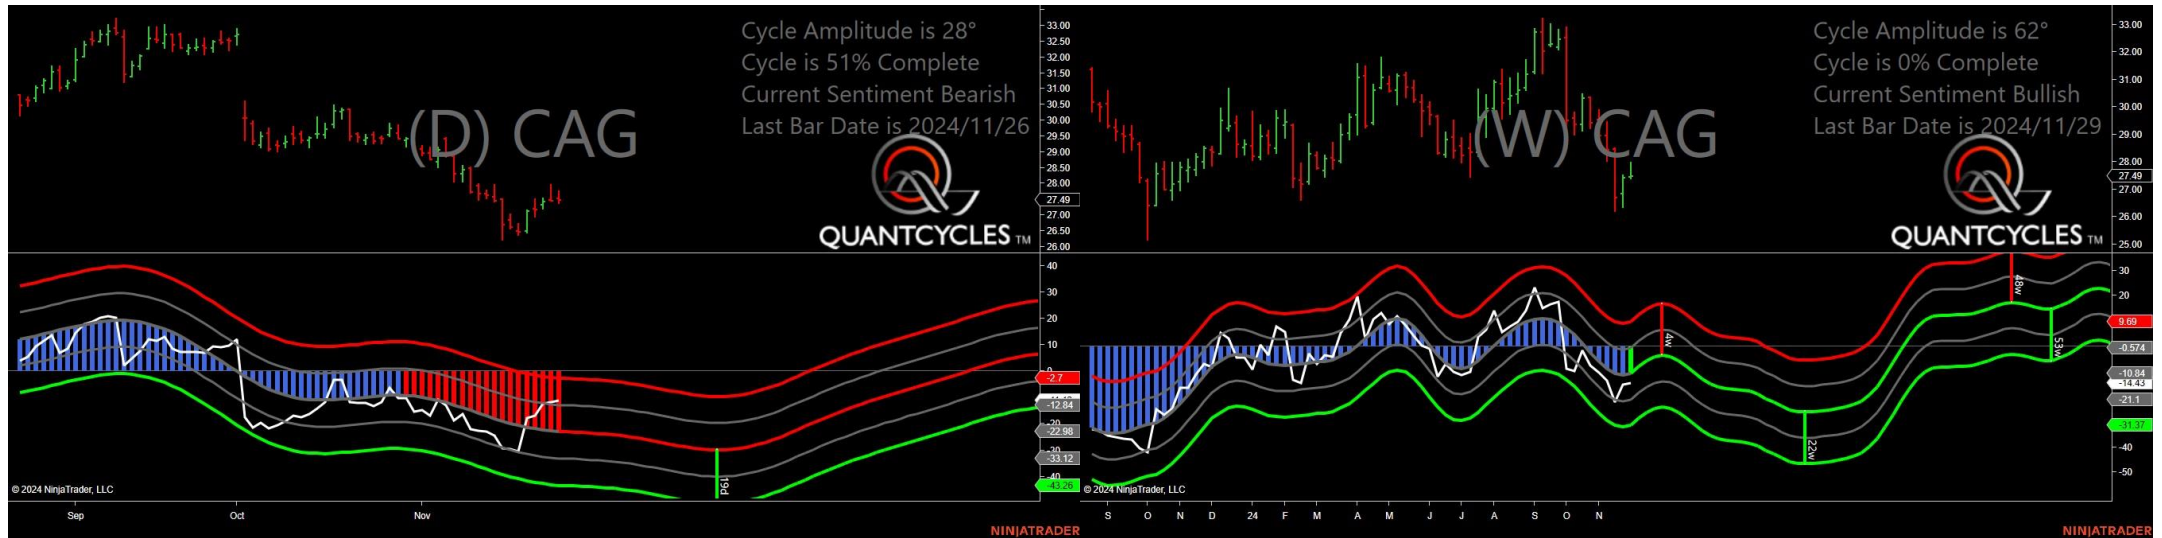 Cycle Amplitude is 28°
Cycle is 51% Complete
Current Sentiment Bearish
Last Bar Date is 2024/11/26
(D) CAG
QUANTCYCLES TM
33.00
32.50
32.00
31.50
31.00
30.50
30.00
29.50
29.00
28.50
28.00
27.49
27.00
26.50
26.00
40
30
20
10
0
-2.7
-12.84
-20
-22.98
-30
-33.12
-40
-43.26
19d
© 2024 NinjaTrader, LLC
Sep Oct Nov
NINJATRADER
Cycle Amplitude is 62°
Cycle is 0% Complete
Current Sentiment Bullish
Last Bar Date is 2024/11/29
(W) CAG
QUANTCYCLES TM
33.00
32.00
31.00
30.00
29.00
28.00
27.49
27.00
26.00
25.00
30
20
9.69
-0.574
-10.84
-14.43
-21.1
-31.37
-40
-50
4w
22w
48w
53w
© 2024 NinjaTrader, LLC
S O N D 24 F M A M J J A S O N
NINJATRADER